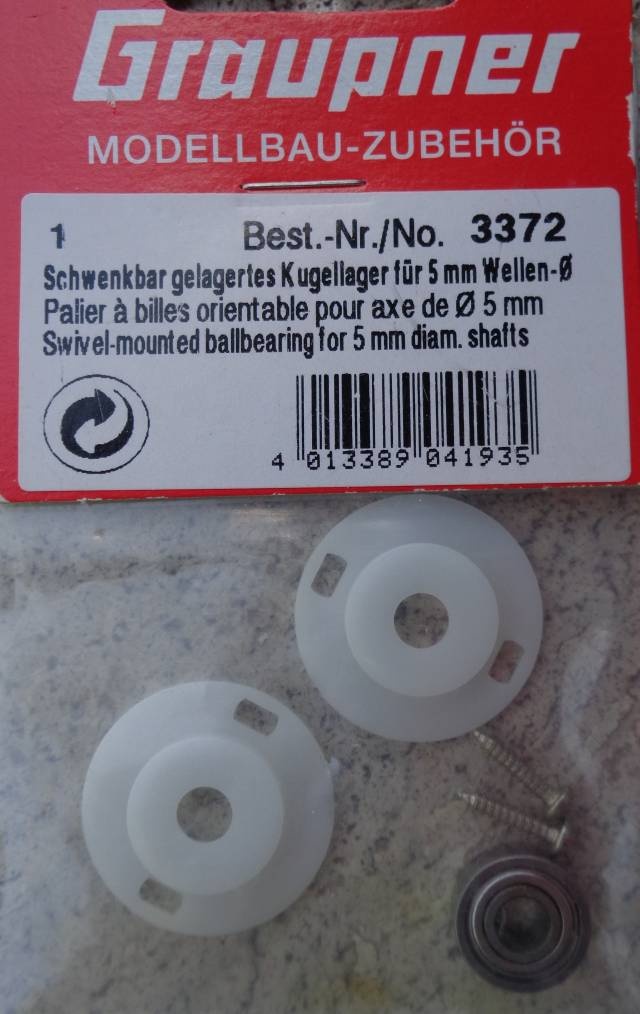 Graupner
MODELLBAU-ZUBEHÖR
1 Best.-Nr./No. 3372
Schwenkbar gelagertes Kugellager für 5 mm Wellen-Ø
Palier à billes orientable pour axe de Ø 5 mm
Swivel-mounted ballbearing for 5 mm diam. shafts
4 013389 041935